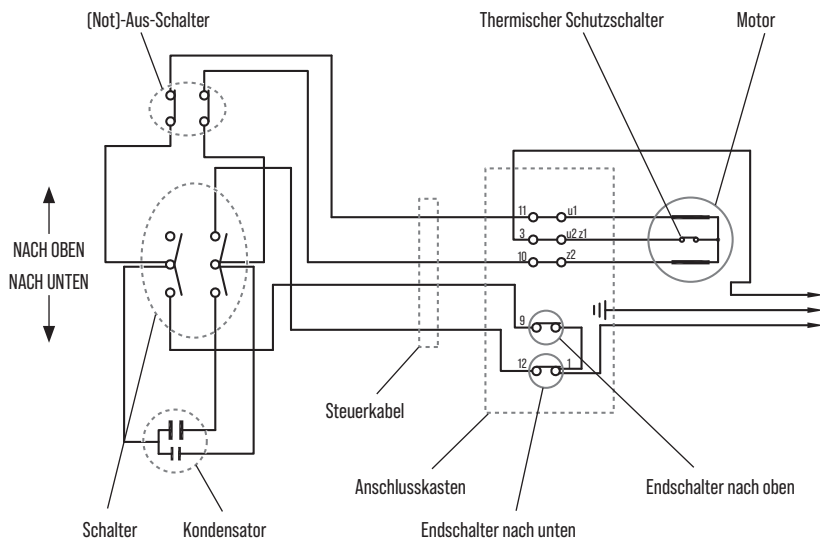 (Not)-Aus-Schalter
Thermischer Schutzschalter
Motor
11
u1
NACH OBEN
3
u2 z1
NACH UNTEN
10
z2
9
12
1
Steuerkabel
Anschlusskasten
Endschalter nach oben
Schalter
Kondensator
Endschalter nach unten